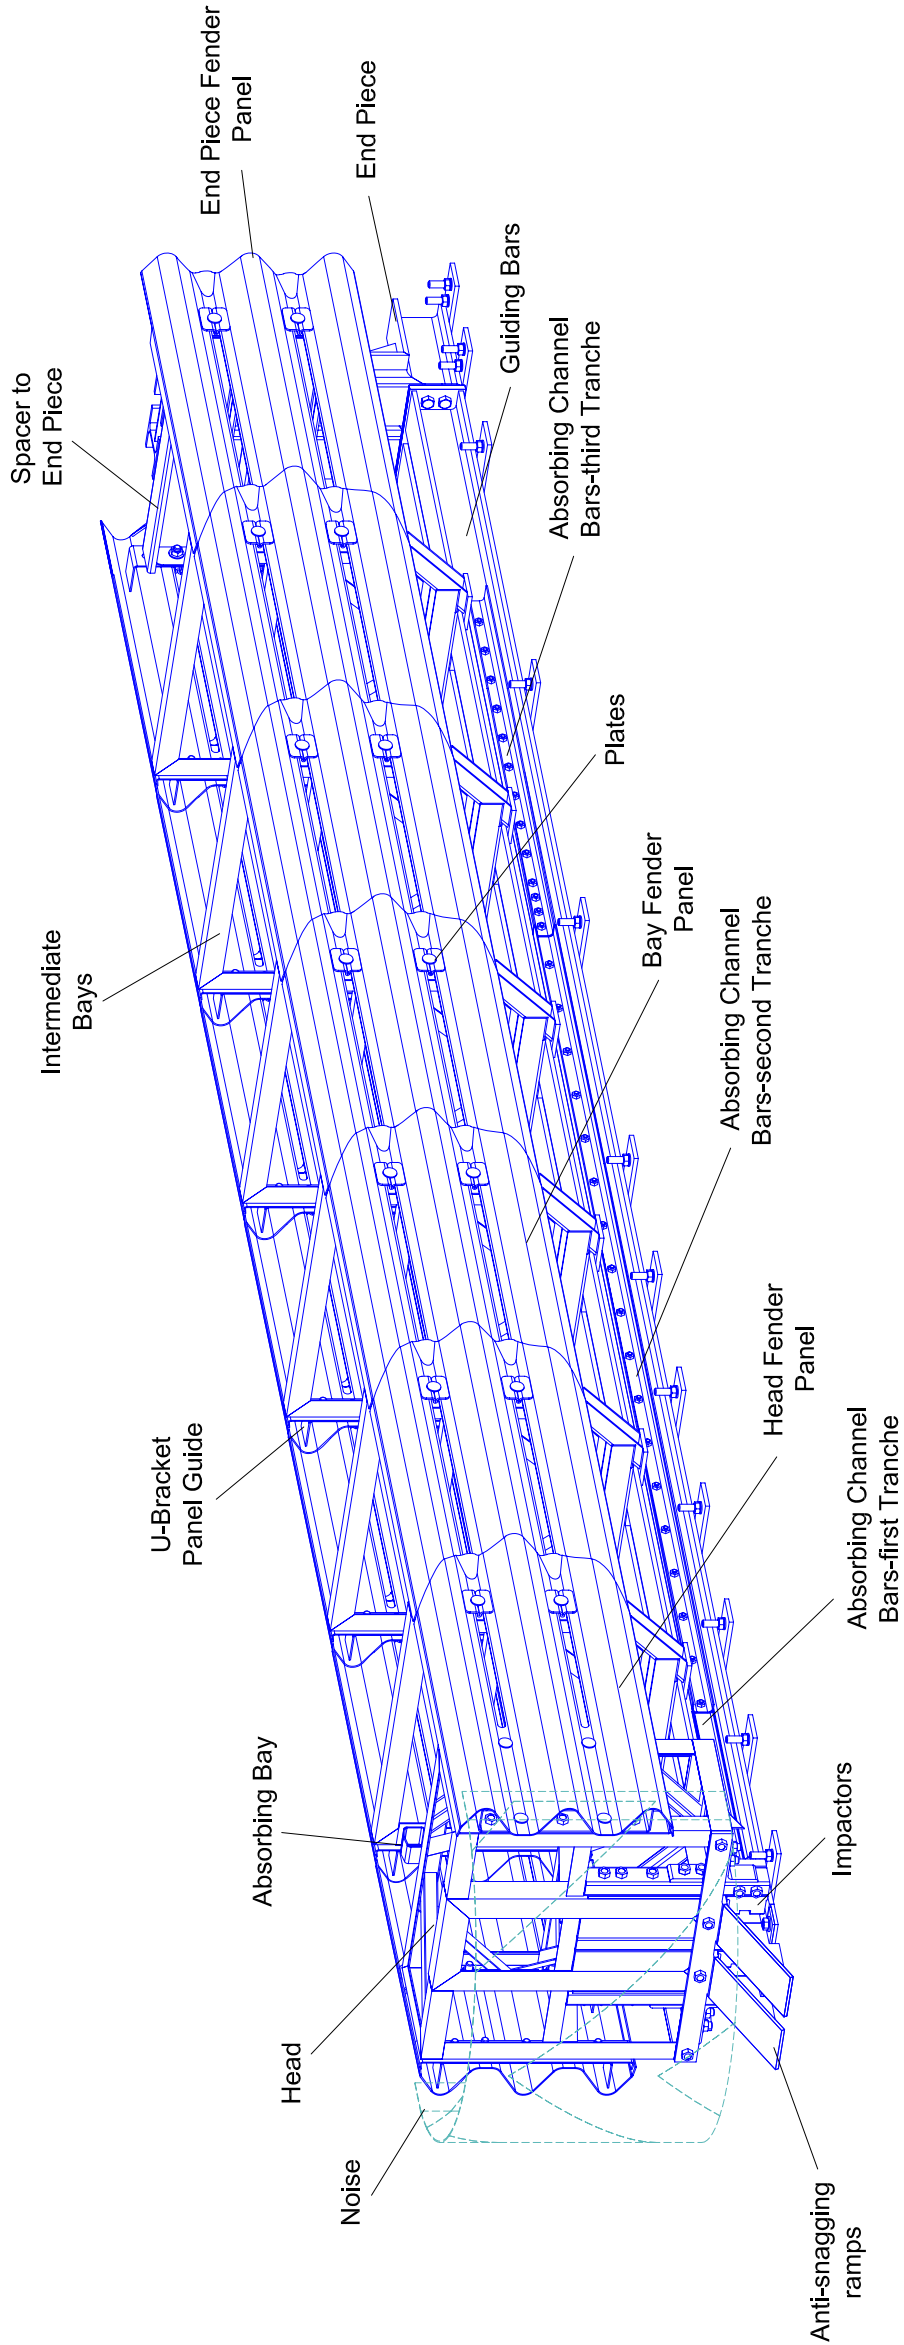 Noise
Head
Absorbing Bay
U-Bracket
Panel Guide
Intermediate
Bays
Spacer to
End Piece
End Piece Fender
Panel
End Piece
Guiding Bars
Absorbing Channel
Bars-third Tranche
Plates
Bay Fender
Panel
Absorbing Channel
Bars-second Tranche
Head Fender
Panel
Absorbing Channel
Bars-first Tranche
Impactors
Anti-snagging
ramps